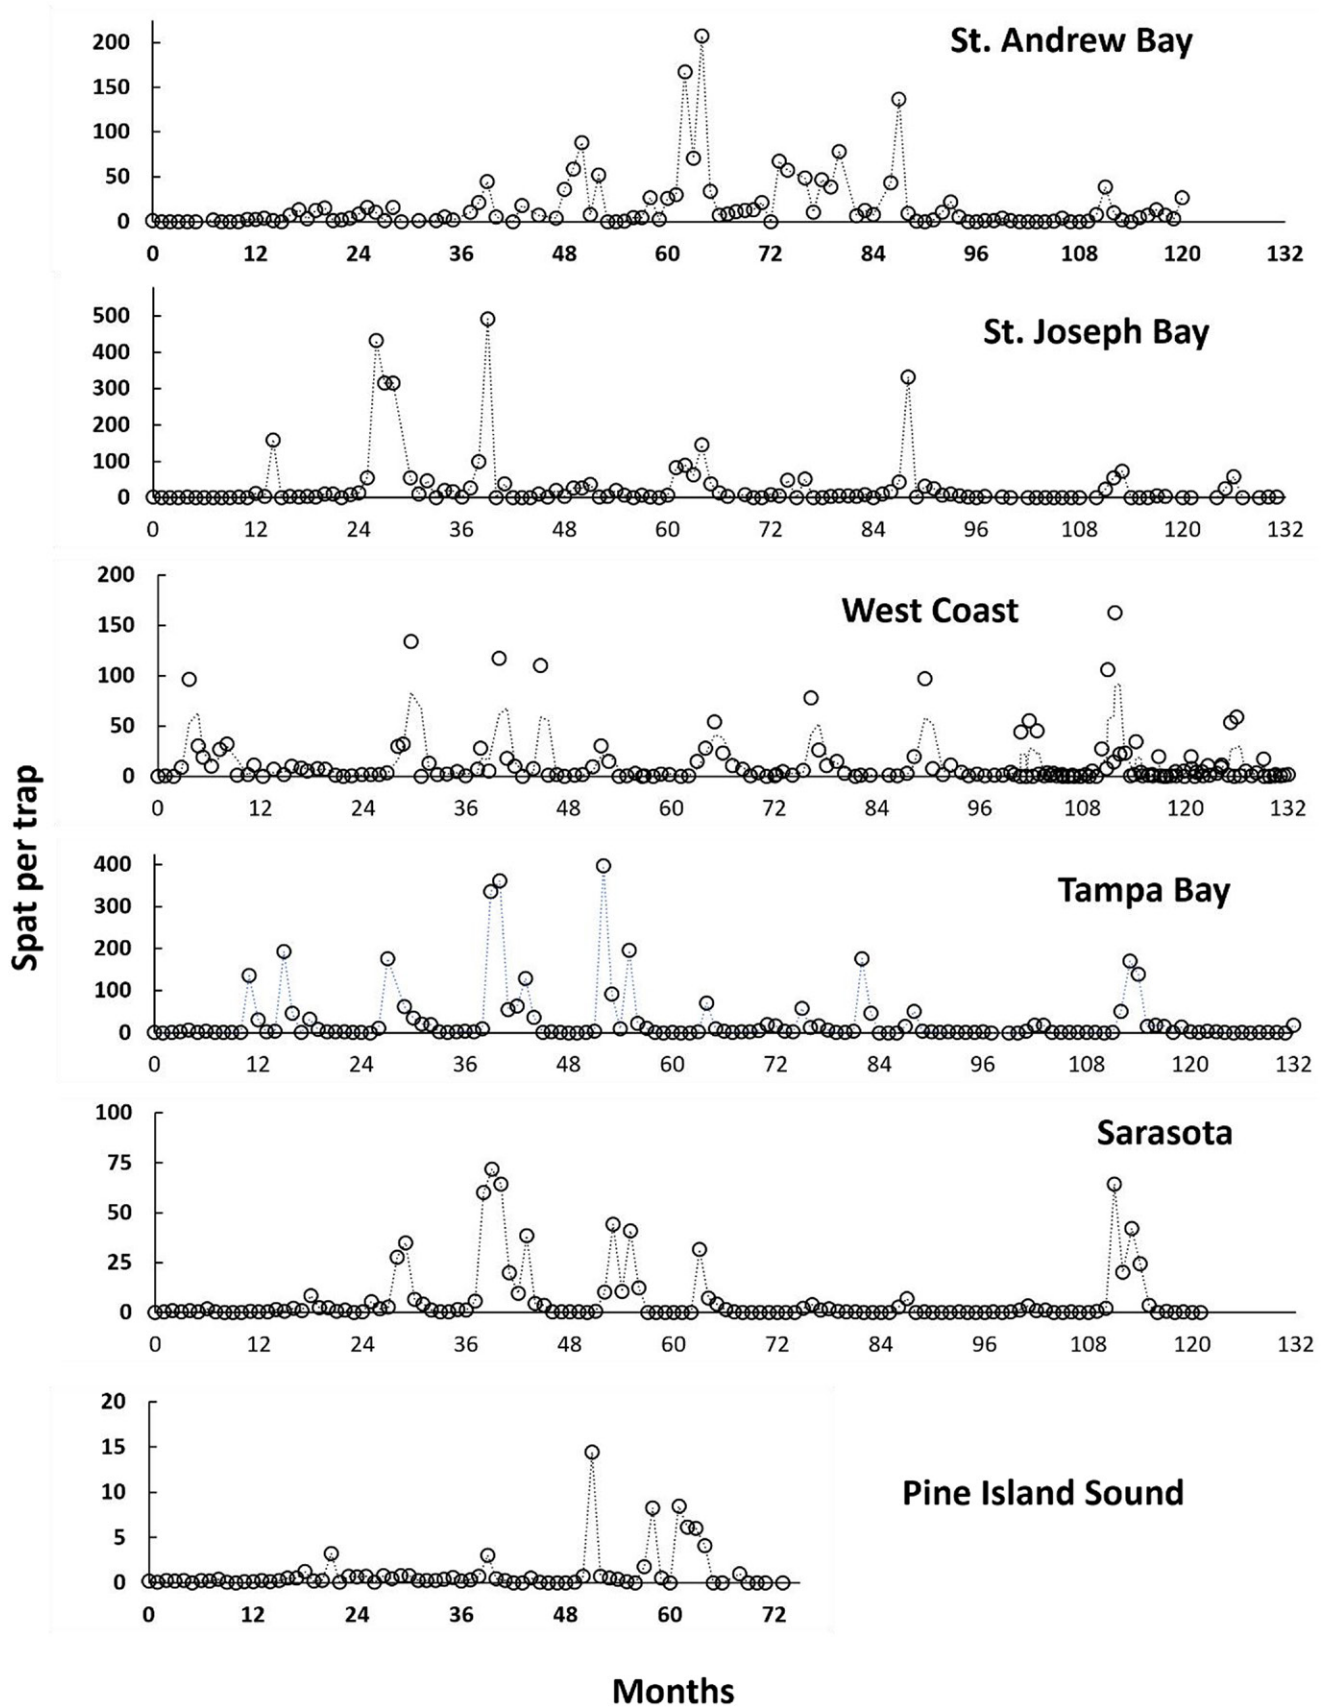 St. Andrew Bay
200
150
100
50
0
0 12 24 36 48 60 72 84 96 108 120 132
St. Joseph Bay
500
400
300
200
100
0
0 12 24 36 48 60 72 84 96 108 120 132
West Coast
200
150
100
50
0
0 12 24 36 48 60 72 84 96 108 120 132
Spat per trap
Tampa Bay
400
300
200
100
0
0 12 24 36 48 60 72 84 96 108 120 132
Sarasota
100
75
50
25
0
0 12 24 36 48 60 72 84 96 108 120 132
Pine Island Sound
20
15
10
5
0
0 12 24 36 48 60 72
Months